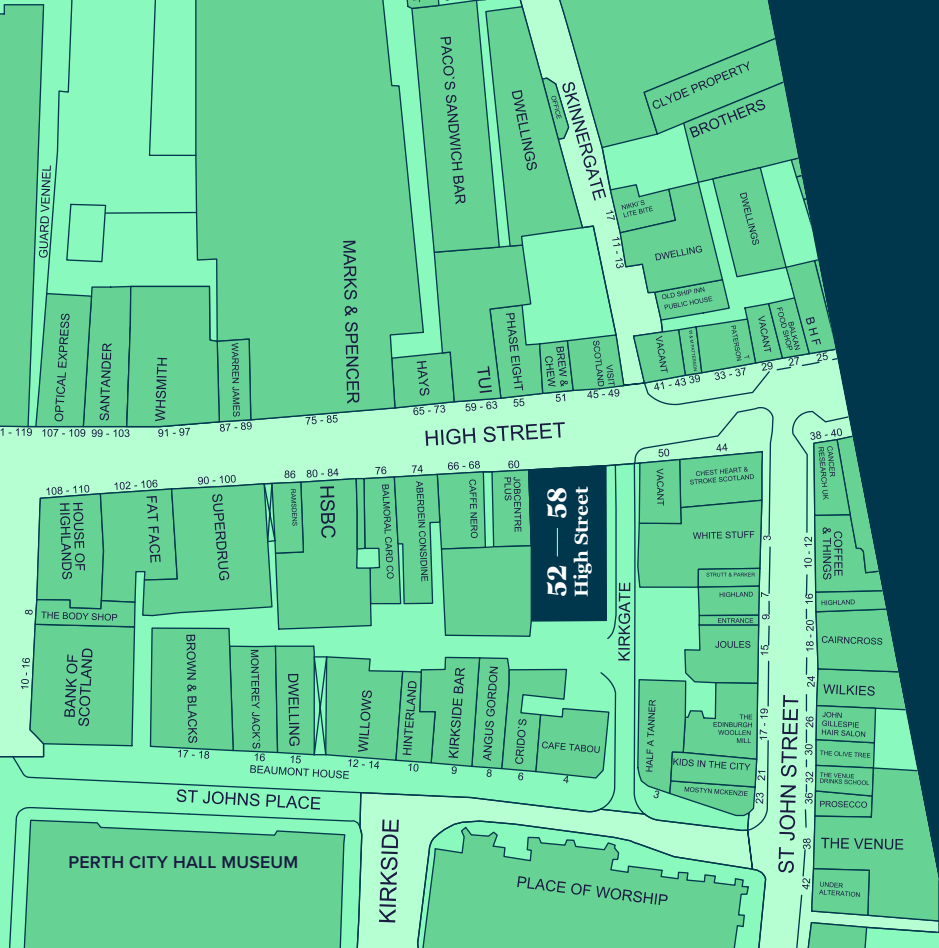 GUARD VENNEL
PACO'S SANDWICH BAR
DWELLINGS
OFFICE
SKINNERGATE
CLYDE PROPERTY
BROTHERS
NIKKI'S
LITE BITE
17
11 - 13
DWELLING
DWELLINGS
OLD SHIP INN
PUBLIC HOUSE
OPTICAL EXPRESS
SANTANDER
WHSMITH
WARREN JAMES
MARKS & SPENCER
HAYS
TUI
PHASE EIGHT
BREW &
CHEW
VISIT
SCOTLAND
VACANT
T
PATERSON
VACANT
BALKAN
FOOD SHOP
B H F
1 - 119
107 - 109
99 - 103
91 - 97
87 - 89
75 - 85
65 - 73
59 - 63
55
51
45 - 49
41 - 43
39
33 - 37
29
27
25
HIGH STREET
108 - 110
102 - 106
90 - 100
86
80 - 84
76
74
66 - 68
60
50
44
38 - 40
HOUSE OF
HIGHLANDS
FAT FACE
SUPERDRUG
RAMSDENS
HSBC
BALMORAL CARD CO
ABERDEIN CONSIDINE
CAFFE NERO
JOBCENTRE
PLUS
52 — 58
High Street
KIRKGATE
VACANT
CHEST HEART &
STROKE SCOTLAND
WHITE STUFF
STRUTT & PARKER
HIGHLAND
ENTRANCE
JOULES
3
7
9
15
17 - 19
21
23
CANCER
RESEARCH UK
COFFEE
& THINGS
HIGHLAND
CAIRNCROSS
WILKIES
JOHN
GILLESPIE
HAIR SALON
THE OLIVE TREE
THE VENUE
DRINKS SCHOOL
PROSECCO
THE VENUE
UNDER
ALTERATION
10 - 12
16
18 - 20
24
26
30
32
36
38
42
ST JOHN STREET
8
THE BODY SHOP
10 - 16
BANK OF
SCOTLAND
BROWN & BLACKS
MONTEREY JACK'S
DWELLING
WILLOWS
HINTERLAND
KIRKSIDE BAR
ANGUS GORDON
CRIDO'S
CAFE TABOU
HALF A TANNER
THE
EDINBURGH
WOOLLEN
MILL
KIDS IN THE CITY
MOSTYN MCKENZIE
3
17 - 18
16
15
12 - 14
10
9
8
6
4
BEAUMONT HOUSE
ST JOHNS PLACE
KIRKSIDE
PERTH CITY HALL MUSEUM
PLACE OF WORSHIP